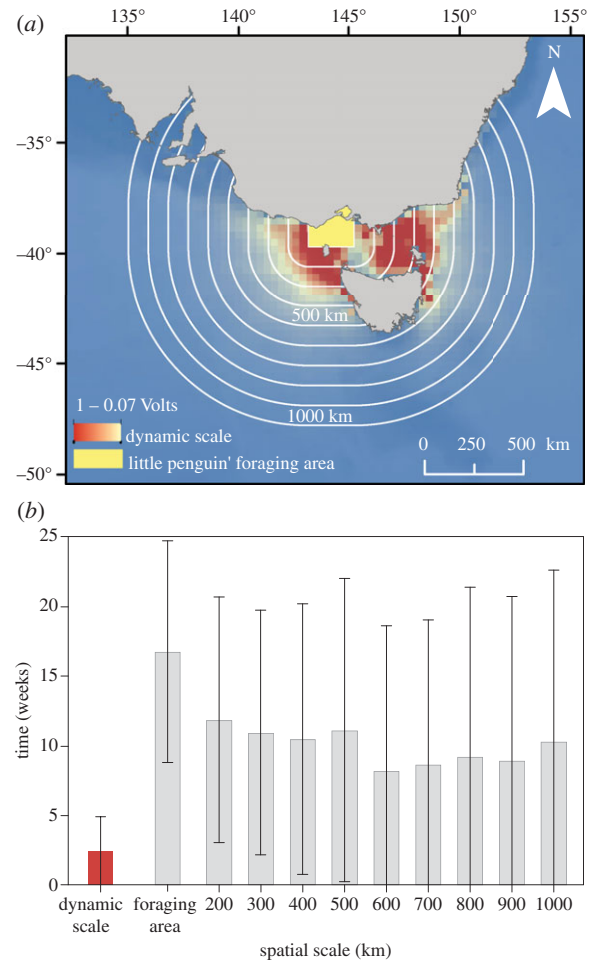 (a)
135° 140° 145° 150° 155°
N
–35°
–40°
–45°
–50°
500 km
1000 km
1 – 0.07 Volts
dynamic scale
little penguin' foraging area
0 250 500 km
(b)
25
20
15
10
5
0
time (weeks)
dynamic scale
foraging area
200 300 400 500 600 700 800 900 1000
spatial scale (km)